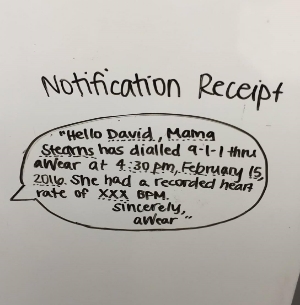 Notification Receipt
"Hello David, Mama
Stearns has dialled 9-1-1 thru
aWear at 4:30 pm, February 15,
2016. She had a recorded heart
rate of XXX BPM.
Sincerely,
aWear"